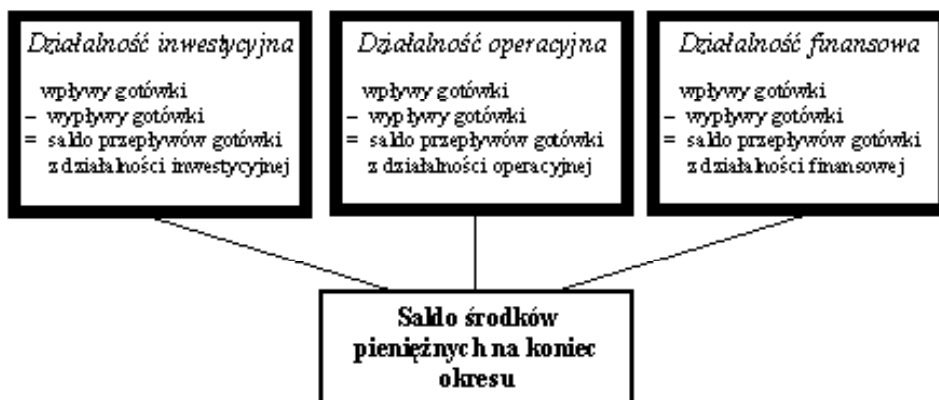 Działalność inwestycyjna
wpływy gotówki
– wypływy gotówki
= saldo przepływów gotówki
z działalności inwestycyjnej
Działalność operacyjna
wpływy gotówki
– wypływy gotówki
= saldo przepływów gotówki
z działalności operacyjnej
Działalność finansowa
wpływy gotówki
– wypływy gotówki
= saldo przepływów gotówki
z działalności finansowej
Saldo środków
pieniężnych na koniec
okresu